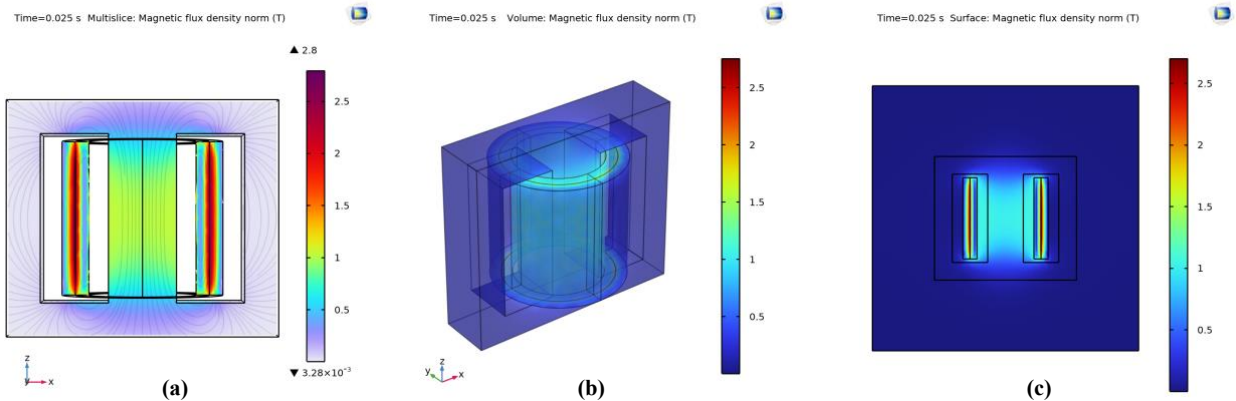 Time=0.025 s Multislice: Magnetic flux density norm (T)
▲ 2.8
2.5
2
1.5
1
0.5
▼ 3.28×10⁻³
z
y
x
(a)
Time=0.025 s Volume: Magnetic flux density norm (T)
2.5
2
1.5
1
0.5
z
y
x
(b)
Time=0.025 s Surface: Magnetic flux density norm (T)
2.5
2
1.5
1
0.5
(c)